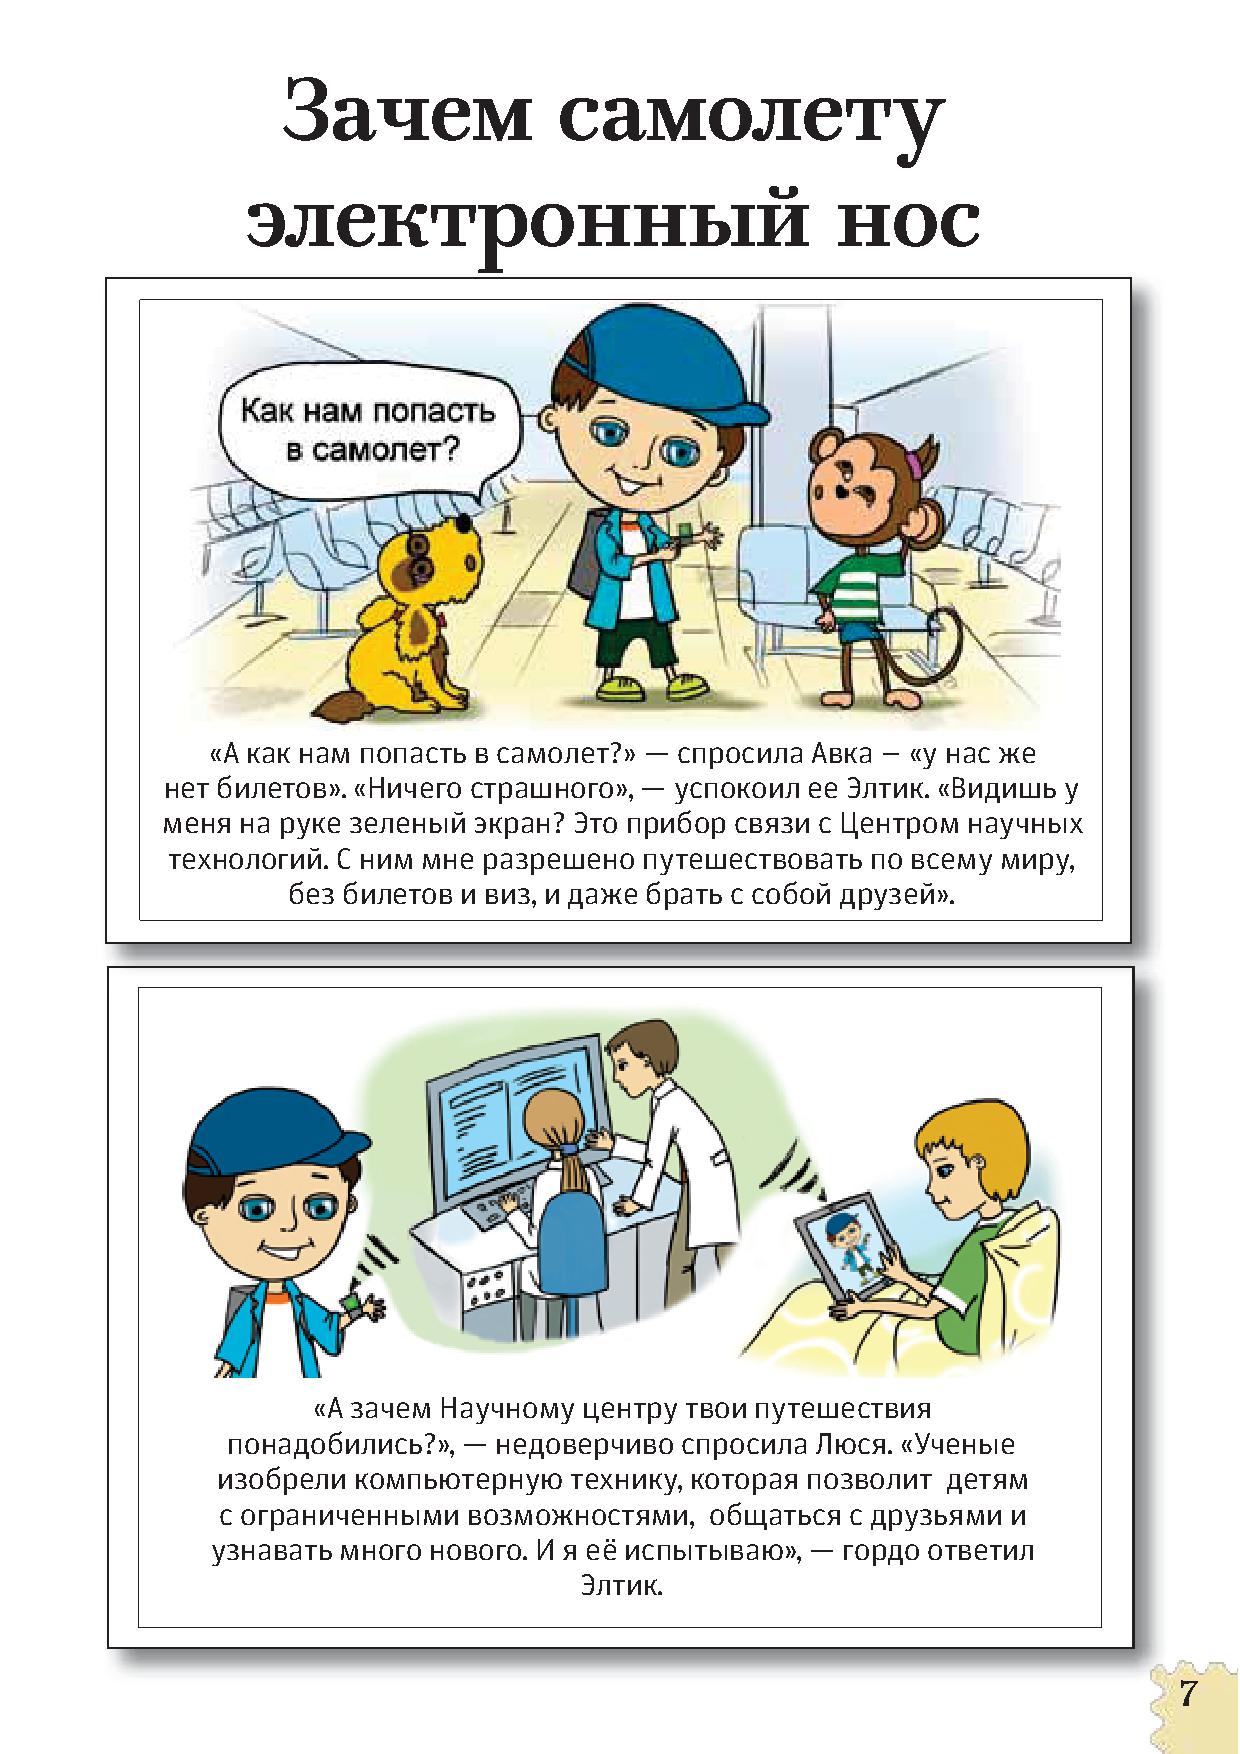 Зачем самолету
электронный нос
Как нам попасть
в самолет?
«А как нам попасть в самолет?» — спросила Авка – «у нас же
нет билетов». «Ничего страшного», — успокоил ее Элтик. «Видишь у
меня на руке зеленый экран? Это прибор связи с Центром научных
технологий. С ним мне разрешено путешествовать по всему миру,
без билетов и виз, и даже брать с собой друзей».
«А зачем Научному центру твои путешествия
понадобились?», — недоверчиво спросила Люся. «Ученые
изобрели компьютерную технику, которая позволит детям
с ограниченными возможностями, общаться с друзьями и
узнавать много нового. И я её испытываю», — гордо ответил
Элтик.
7